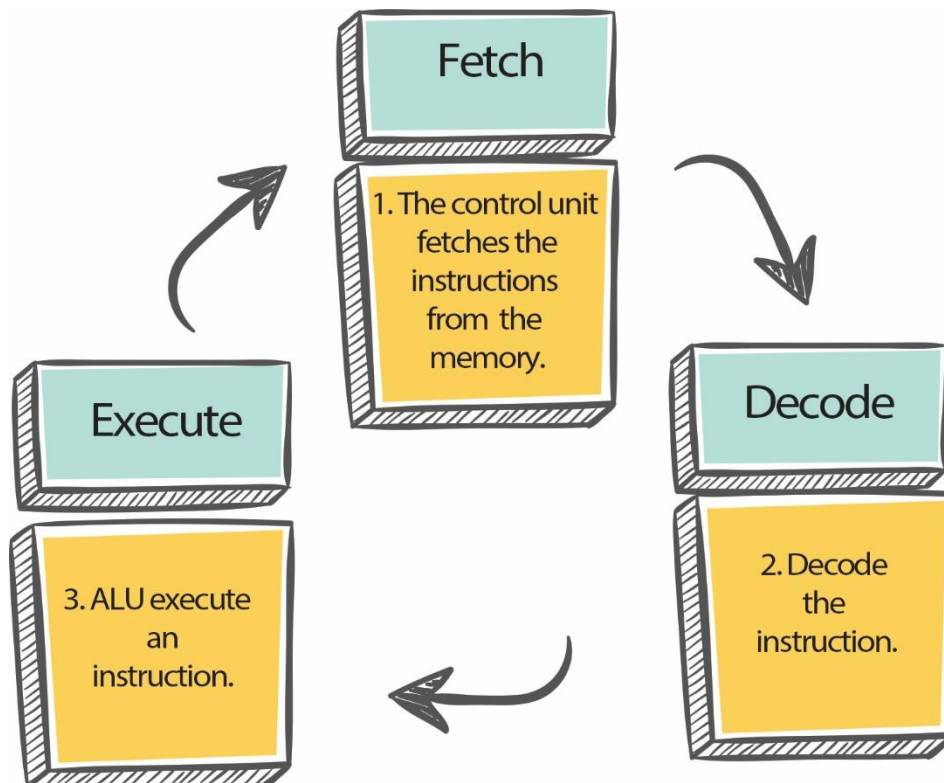 Fetch
1. The control unit
fetches the
instructions
from the
memory.
Decode
2. Decode
the
instruction.
Execute
3. ALU execute
an
instruction.